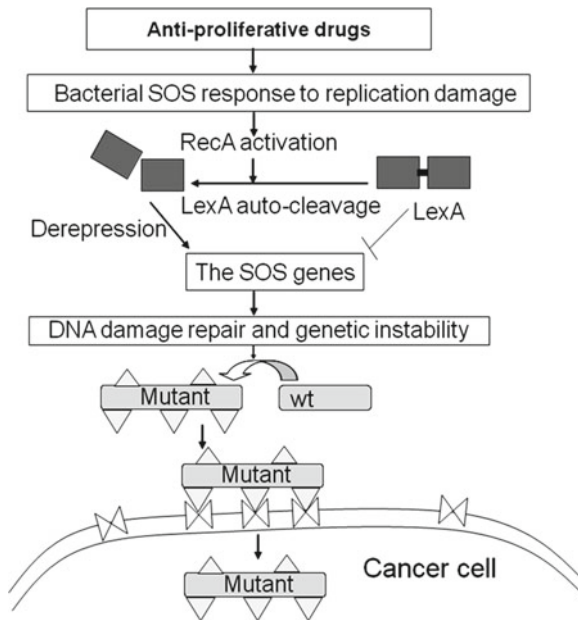 Anti-proliferative drugs
Bacterial SOS response to replication damage
RecA activation
LexA auto-cleavage
LexA
Derepression
The SOS genes
DNA damage repair and genetic instability
Mutant
wt
Mutant
Cancer cell
Mutant